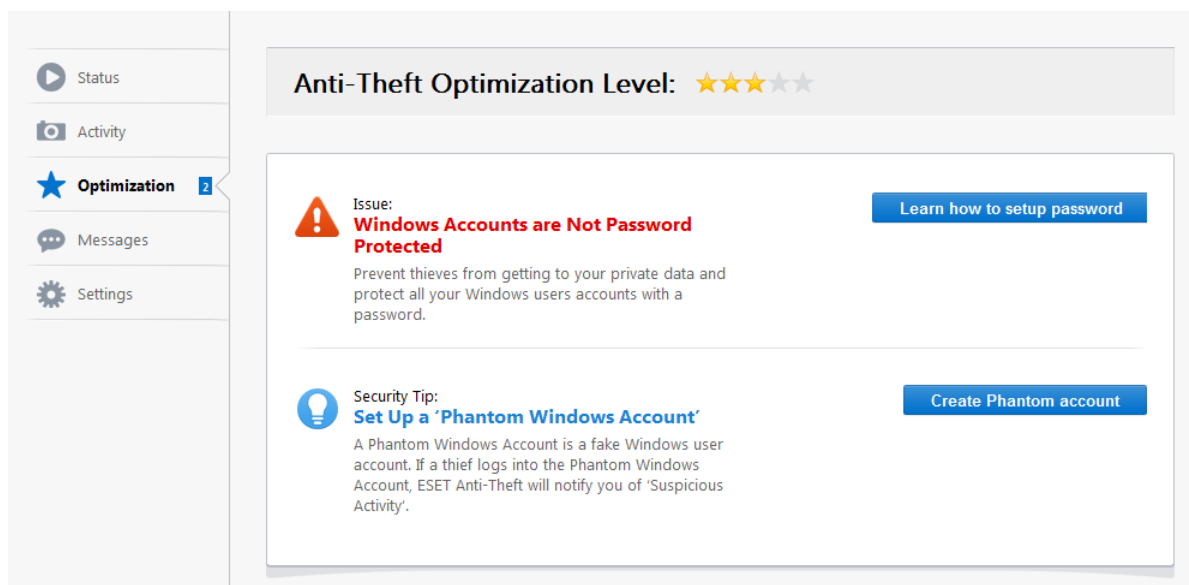 Status
Activity
Optimization 2
Messages
Settings
Anti-Theft Optimization Level:
Issue:
Windows Accounts are Not Password
Protected
Prevent thieves from getting to your private data and
protect all your Windows users accounts with a
password.
Learn how to setup password
Security Tip:
Set Up a ‘Phantom Windows Account’
A Phantom Windows Account is a fake Windows user
account. If a thief logs into the Phantom Windows
Account, ESET Anti-Theft will notify you of ‘Suspicious
Activity’.
Create Phantom account